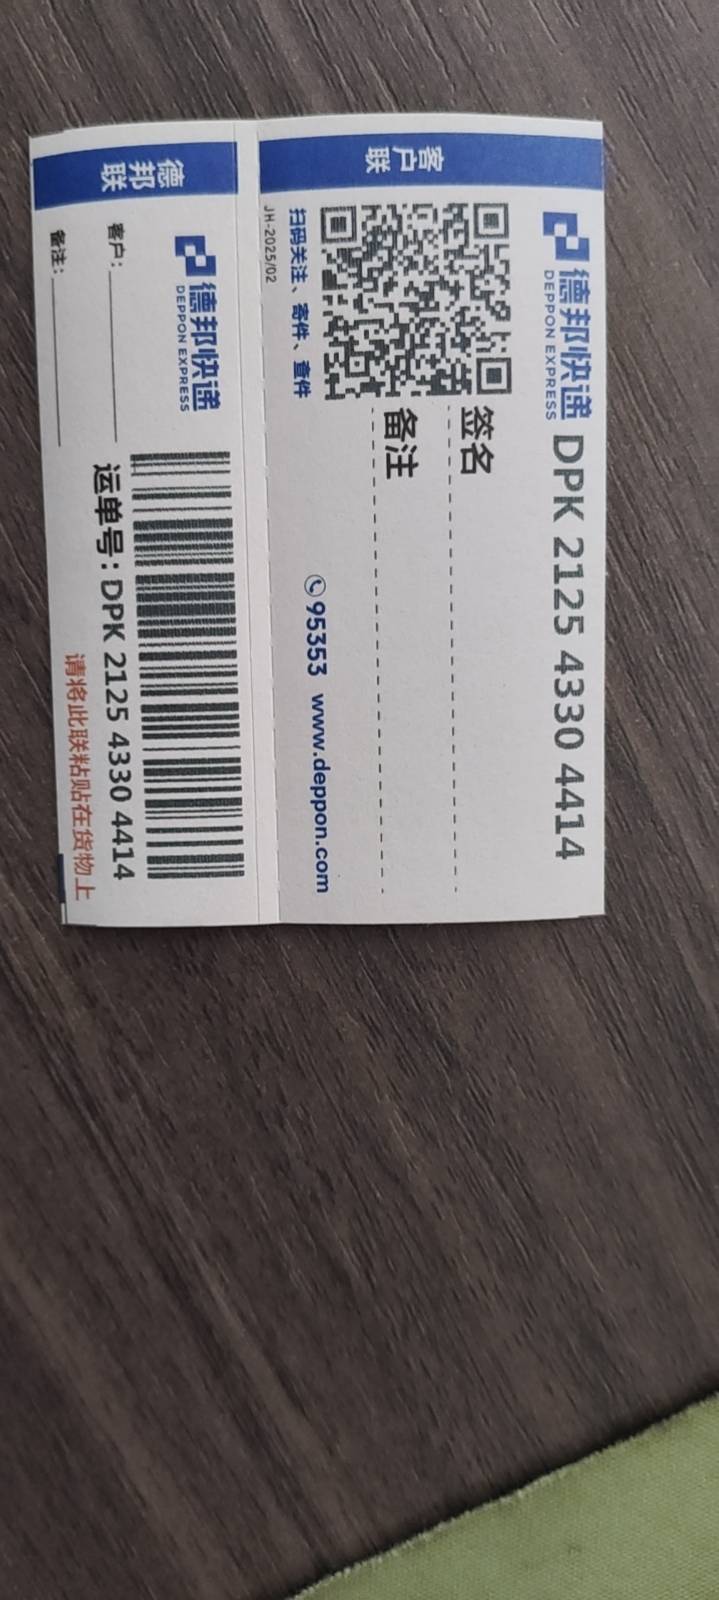 客户联
德邦快递
DEPPON EXPRESS
DPK 2125 4330 4414
签名
备注
扫码关注、寄件、查件
95353 www.deppon.com
JH-2025/02
德邦联
德邦快递
DEPPON EXPRESS
客户：
备注：
运单号：DPK 2125 4330 4414
请将此联粘贴在货物上